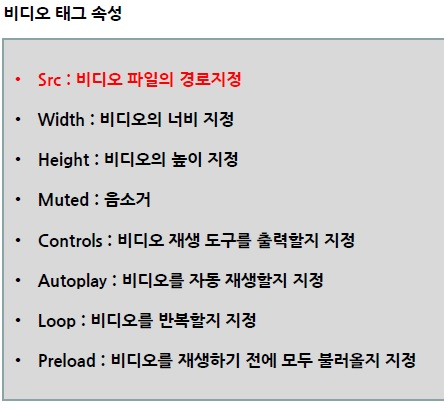 비디오 태그 속성
• Src : 비디오 파일의 경로지정
• Width : 비디오의 너비 지정
• Height : 비디오의 높이 지정
• Muted : 음소거
• Controls : 비디오 재생 도구를 출력할지 지정
• Autoplay : 비디오를 자동 재생할지 지정
• Loop : 비디오를 반복할지 지정
• Preload : 비디오를 재생하기 전에 모두 불러올지 지정